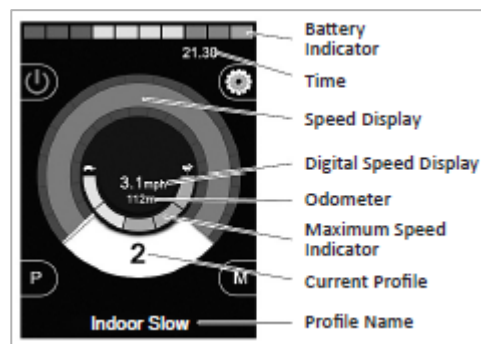 Battery
Indicator
21.30
Time
Speed Display
Digital Speed Display
3.1mph
112m
Odometer
Maximum Speed
Indicator
2
Current Profile
P
M
Indoor Slow
Profile Name